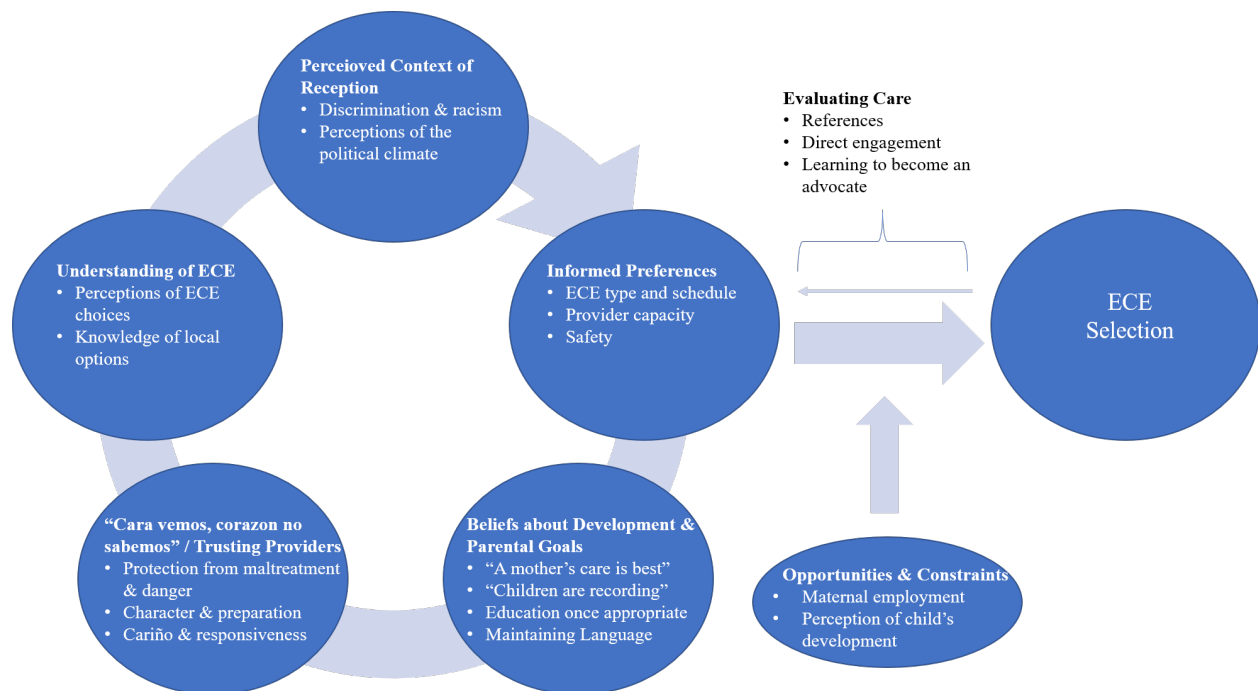 Perceioved Context of
Reception
• Discrimination & racism
• Perceptions of the
political climate
Evaluating Care
• References
• Direct engagement
• Learning to become an
advocate
Understanding of ECE
• Perceptions of ECE
choices
• Knowledge of local
options
Informed Preferences
• ECE type and schedule
• Provider capacity
• Safety
ECE
Selection
“Cara vemos, corazon no
sabemos” / Trusting Providers
• Protection from maltreatment
& danger
• Character & preparation
• Cariño & responsiveness
Beliefs about Development &
Parental Goals
• “A mother’s care is best”
• “Children are recording”
• Education once appropriate
• Maintaining Language
Opportunities & Constraints
• Maternal employment
• Perception of child’s
development